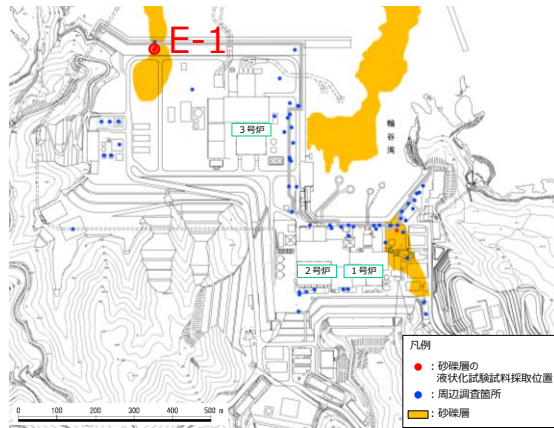 E-1
3号炉
輪谷湾
2号炉
1号炉
凡例
：砂礫層の
液状化試験試料採取位置
：周辺調査箇所
：砂礫層
0 100 200 300 400 500 m